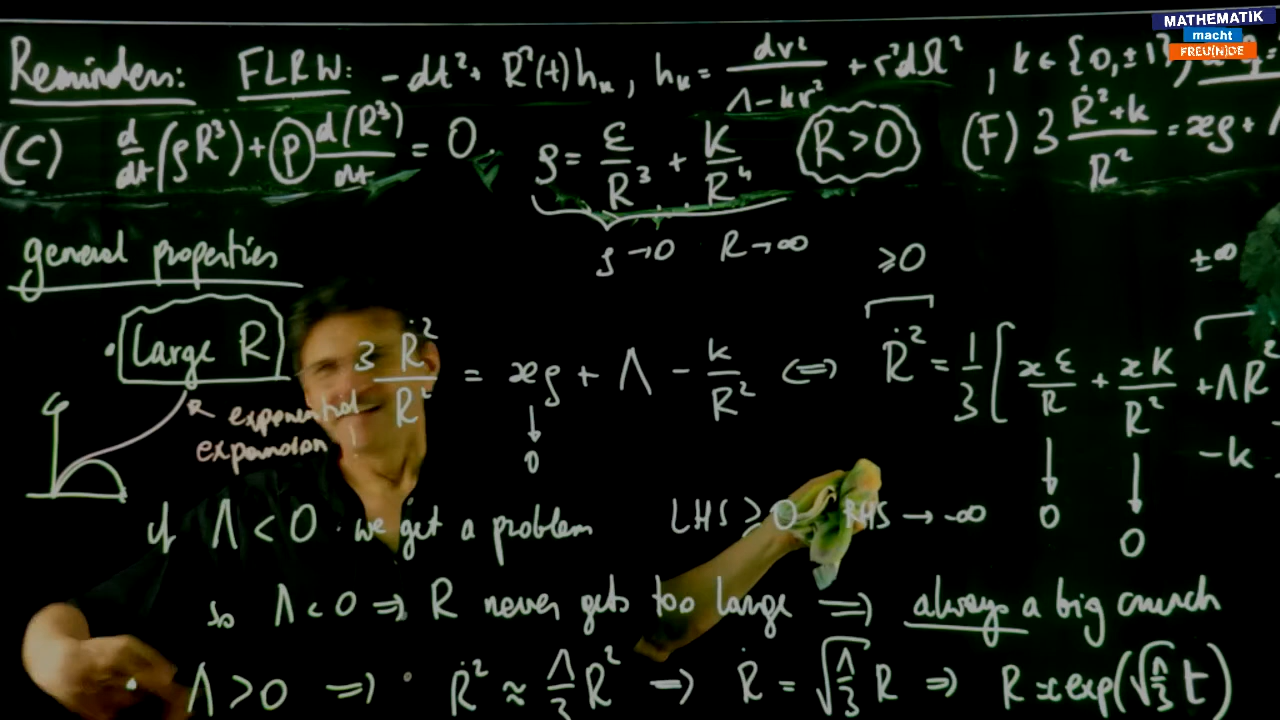 MATHEMATIK
macht
FREU(N)DE
Reminders: FLRW: -dt²+ R²(t)hₖ, hₖ = dr²/(1-kr²) + r²dΩ², k∈{0,±1},
(C) d/dt(ρR³)+ p d(R³)/dt = 0. ρ = ε/R³ + K/R⁴ R>0 (F) 3 (Ṙ²+k)/R² = ϰρ+Λ
ρ→0 R→∞
general properties
≥0 ±∞
• Large R 3 Ṙ²/R² = ϰρ + Λ - k/R² ⇔ Ṙ² = 1/3 [ϰε/R + ϰK/R² + ΛR²
exponential
expansion
0
-k
0
0
if Λ<0 we get a problem LHS ≥ 0 RHS → -∞
so Λ<0 ⇒ R never gets too large ⇒ always a big crunch
Λ>0 ⇒ Ṙ² ≈ Λ/3 R² ⇒ Ṙ = √(Λ/3) R ⇒ R ∝ exp(√(Λ/3) t)